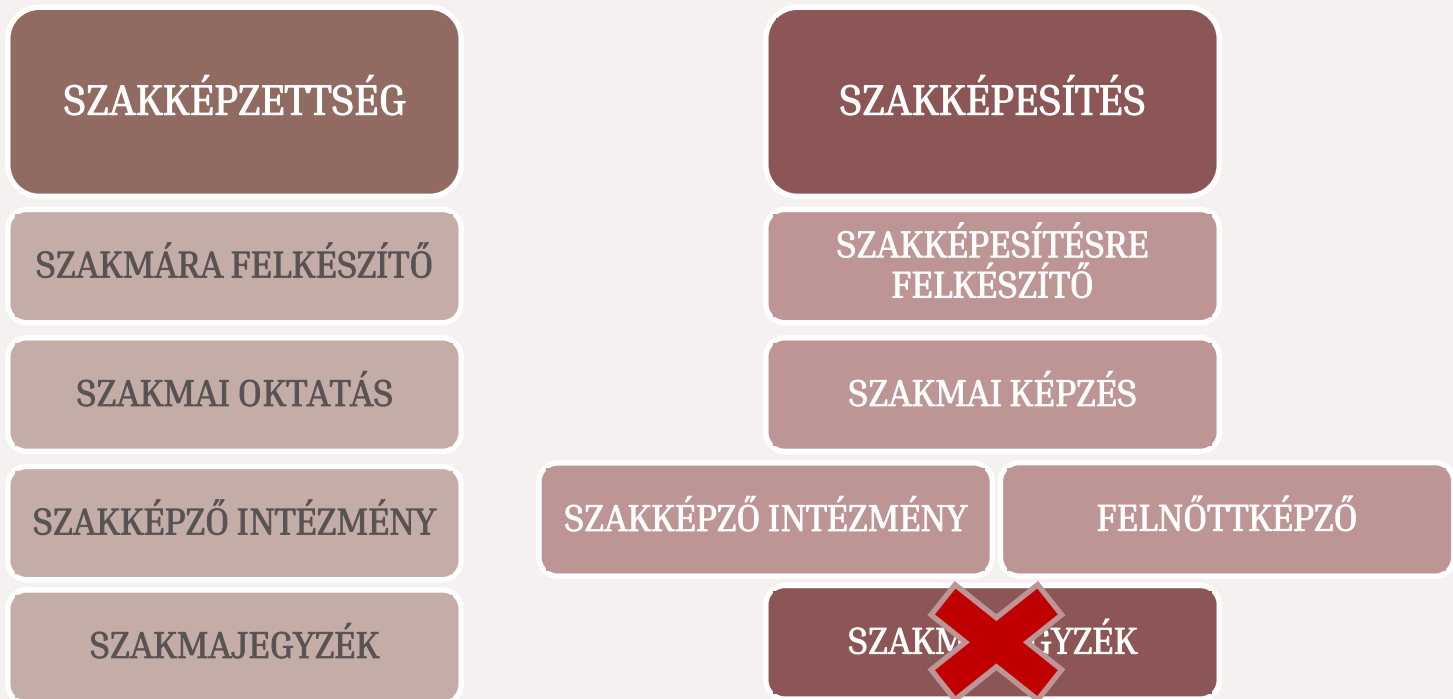 SZAKKÉPZETTSÉG
SZAKMÁRA FELKÉSZÍTŐ
SZAKMAI OKTATÁS
SZAKKÉPZŐ INTÉZMÉNY
SZAKMAJEGYZÉK
SZAKKÉPESÍTÉS
SZAKKÉPESÍTÉSRE
FELKÉSZÍTŐ
SZAKMAI KÉPZÉS
SZAKKÉPZŐ INTÉZMÉNY
FELNŐTTKÉPZŐ